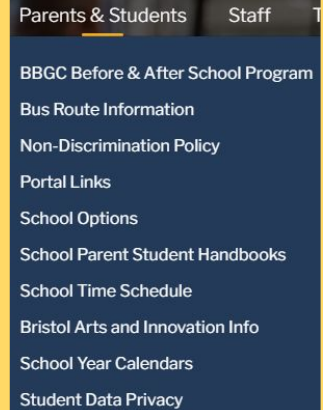 Parents & Students Staff
BBGC Before & After School Program
Bus Route Information
Non-Discrimination Policy
Portal Links
School Options
School Parent Student Handbooks
School Time Schedule
Bristol Arts and Innovation Info
School Year Calendars
Student Data Privacy